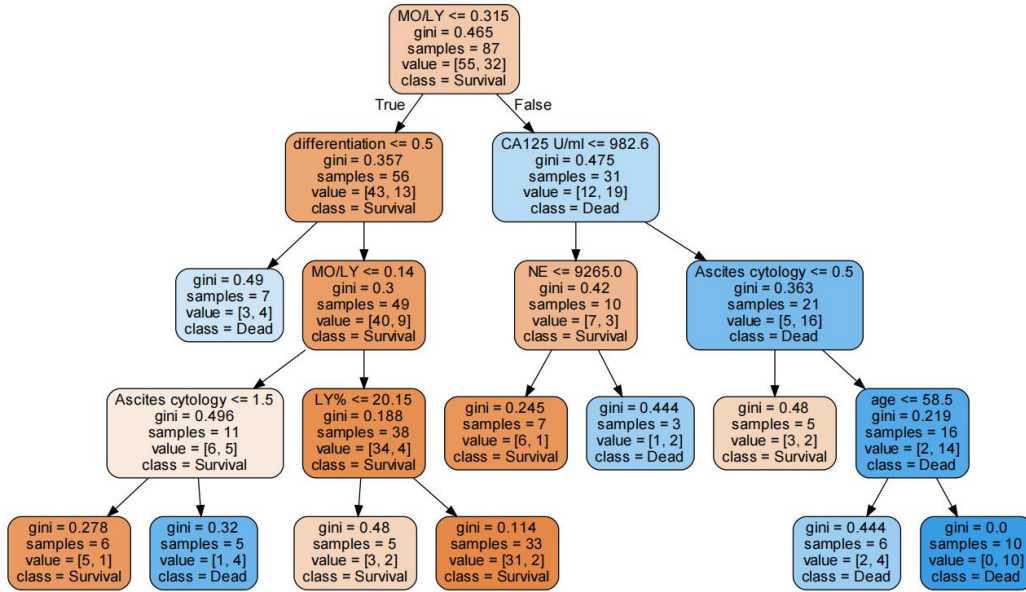 MO/LY <= 0.315
gini = 0.465
samples = 87
value = [55, 32]
class = Survival
True
False
differentiation <= 0.5
gini = 0.357
samples = 56
value = [43, 13]
class = Survival
CA125 U/ml <= 982.6
gini = 0.475
samples = 31
value = [12, 19]
class = Dead
gini = 0.49
samples = 7
value = [3, 4]
class = Dead
MO/LY <= 0.14
gini = 0.3
samples = 49
value = [40, 9]
class = Survival
NE <= 9265.0
gini = 0.42
samples = 10
value = [7, 3]
class = Survival
Ascites cytology <= 0.5
gini = 0.363
samples = 21
value = [5, 16]
class = Dead
Ascites cytology <= 1.5
gini = 0.496
samples = 11
value = [6, 5]
class = Survival
LY% <= 20.15
gini = 0.188
samples = 38
value = [34, 4]
class = Survival
gini = 0.245
samples = 7
value = [6, 1]
class = Survival
gini = 0.444
samples = 3
value = [1, 2]
class = Dead
gini = 0.48
samples = 5
value = [3, 2]
class = Survival
age <= 58.5
gini = 0.219
samples = 16
value = [2, 14]
class = Dead
gini = 0.278
samples = 6
value = [5, 1]
class = Survival
gini = 0.32
samples = 5
value = [1, 4]
class = Dead
gini = 0.48
samples = 5
value = [3, 2]
class = Survival
gini = 0.114
samples = 33
value = [31, 2]
class = Survival
gini = 0.444
samples = 6
value = [2, 4]
class = Dead
gini = 0.0
samples = 10
value = [0, 10]
class = Dead